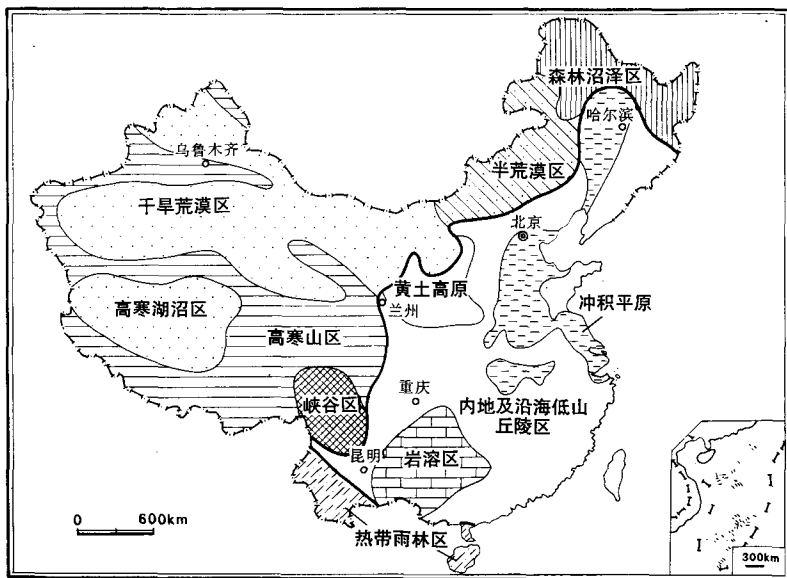 森林沼泽区
哈尔滨
乌鲁木齐
半荒漠区
干旱荒漠区
北京
黄土高原
兰州
高寒湖沼区
冲积平原
高寒山区
峡谷区
重庆
内地及沿海低山
丘陵区
昆明
岩溶区
0 600km
热带雨林区
300km